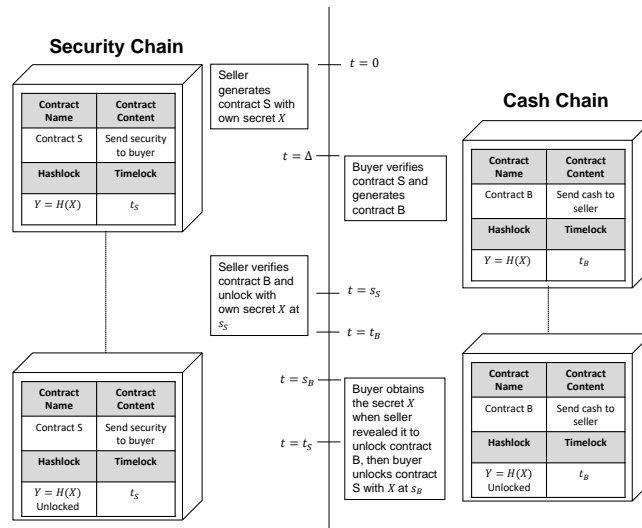 Security Chain
Contract Name
Contract Content
Contract S
Send security to buyer
Hashlock
Timelock
Y = H(X)
t_S
Seller
generates
contract S with
own secret X
t = 0
t = Δ
Buyer verifies
contract S and
generates
contract B
Cash Chain
Contract Name
Contract Content
Contract B
Send cash to seller
Hashlock
Timelock
Y = H(X)
t_B
Seller verifies
contract B and
unlock with
own secret X at
s_S
t = s_S
t = t_B
t = s_B
t = t_S
Buyer obtains
the secret X
when seller
revealed it to
unlock contract
B, then buyer
unlocks contract
S with X at s_B
Contract Name
Contract Content
Contract S
Send security to buyer
Hashlock
Timelock
Y = H(X)
Unlocked
t_S
Contract Name
Contract Content
Contract B
Send cash to seller
Hashlock
Timelock
Y = H(X)
Unlocked
t_B